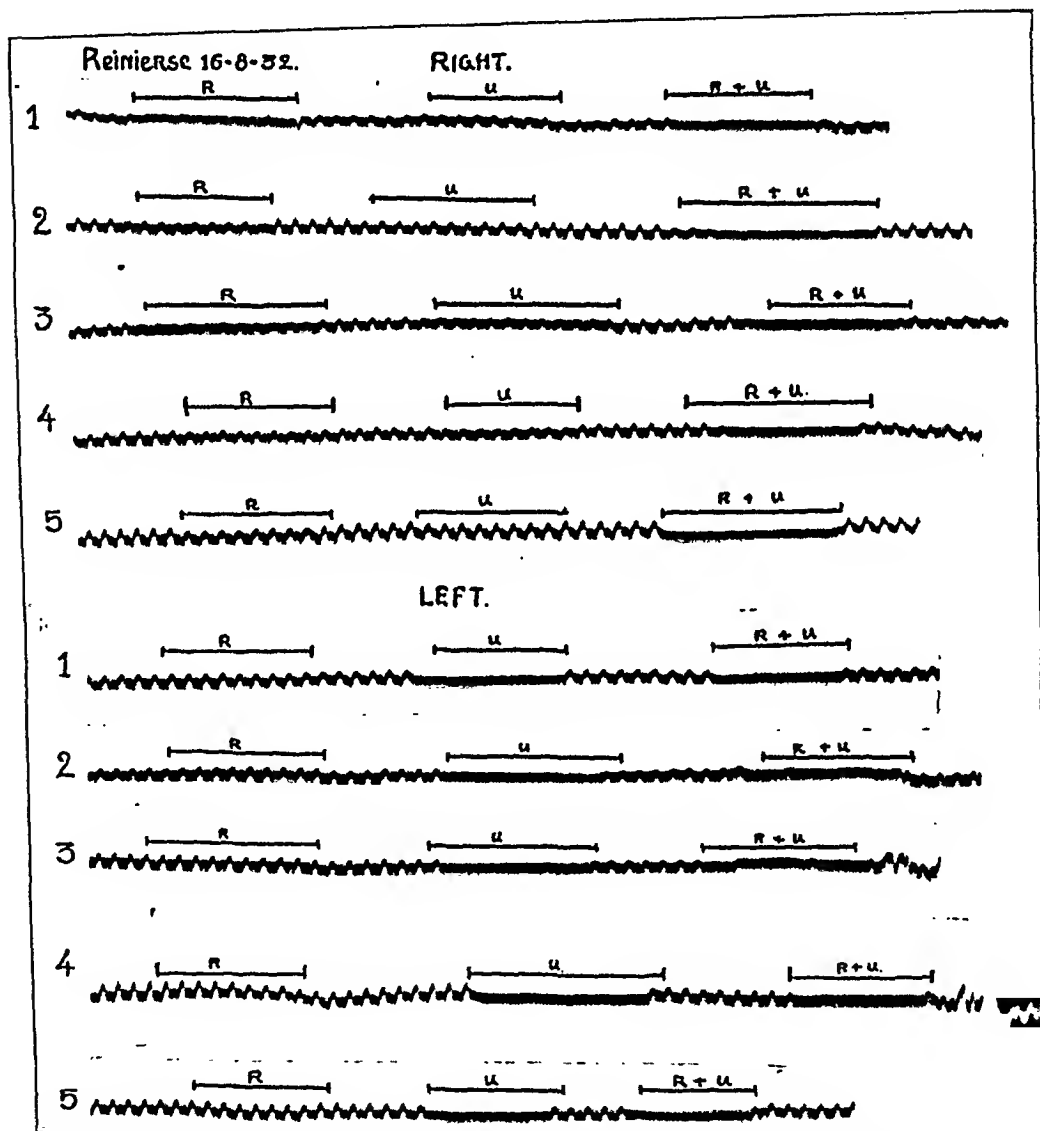 Reinierse 16-8-32. RIGHT.
R U R + U
1
R U R + U
2
R U R + U
3
R U R + U.
4
R U R + U
5
LEFT.
R U R + U
1
R U R + U
2
R U R + U
3
R U. R + U.
4
R U R + U
5